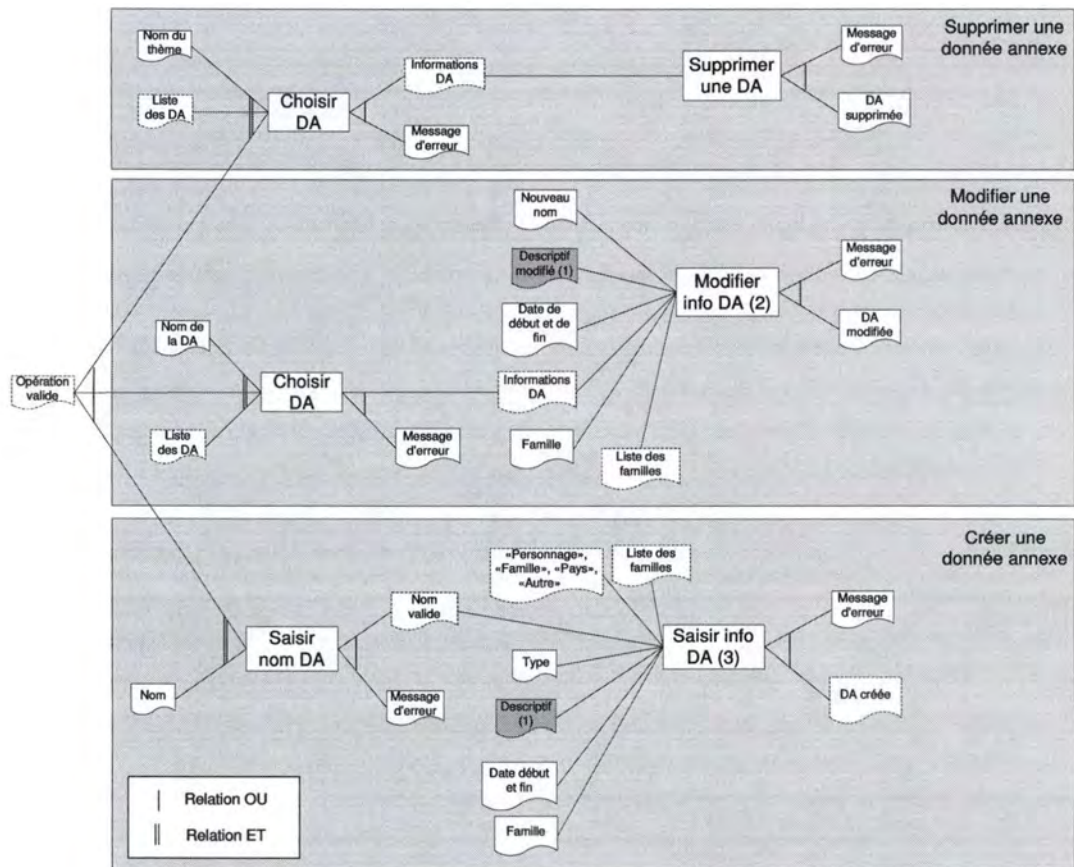 Supprimer une
donnée annexe
Nom du
thème
Liste
des DA
Choisir
DA
Informations
DA
Message
d'erreur
Supprimer
une DA
Message
d'erreur
DA
supprimée
Modifier une
donnée annexe
Opération
valide
Nom de
la DA
Liste
des DA
Choisir
DA
Message
d'erreur
Nouveau
nom
Descriptif
modifié (1)
Date de
début et de
fin
Informations
DA
Famille
Liste des
familles
Modifier
info DA (2)
Message
d'erreur
DA
modifiée
Créer une
donnée annexe
Nom
Saisir
nom DA
Nom
valide
Message
d'erreur
«Personnage»,
«Famille», «Pays»,
«Autre»
Liste des
familles
Type
Descriptif
(1)
Date début
et fin
Famille
Saisir info
DA (3)
Message
d'erreur
DA créée
Relation OU
Relation ET